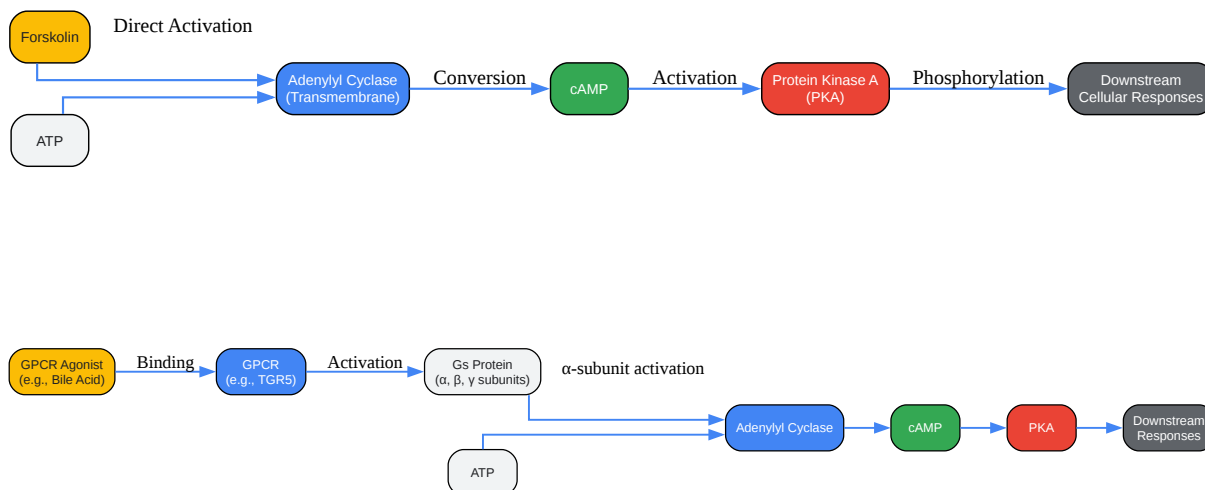 Forskolin
Direct Activation
Adenylyl Cyclase
(Transmembrane)
Conversion
cAMP
Activation
Protein Kinase A
(PKA)
Phosphorylation
Downstream
Cellular Responses
ATP
GPCR Agonist
(e.g., Bile Acid)
Binding
GPCR
(e.g., TGR5)
Activation
Gs Protein
(α, β, γ subunits)
α-subunit activation
Adenylyl Cyclase
cAMP
PKA
Downstream
Responses
ATP